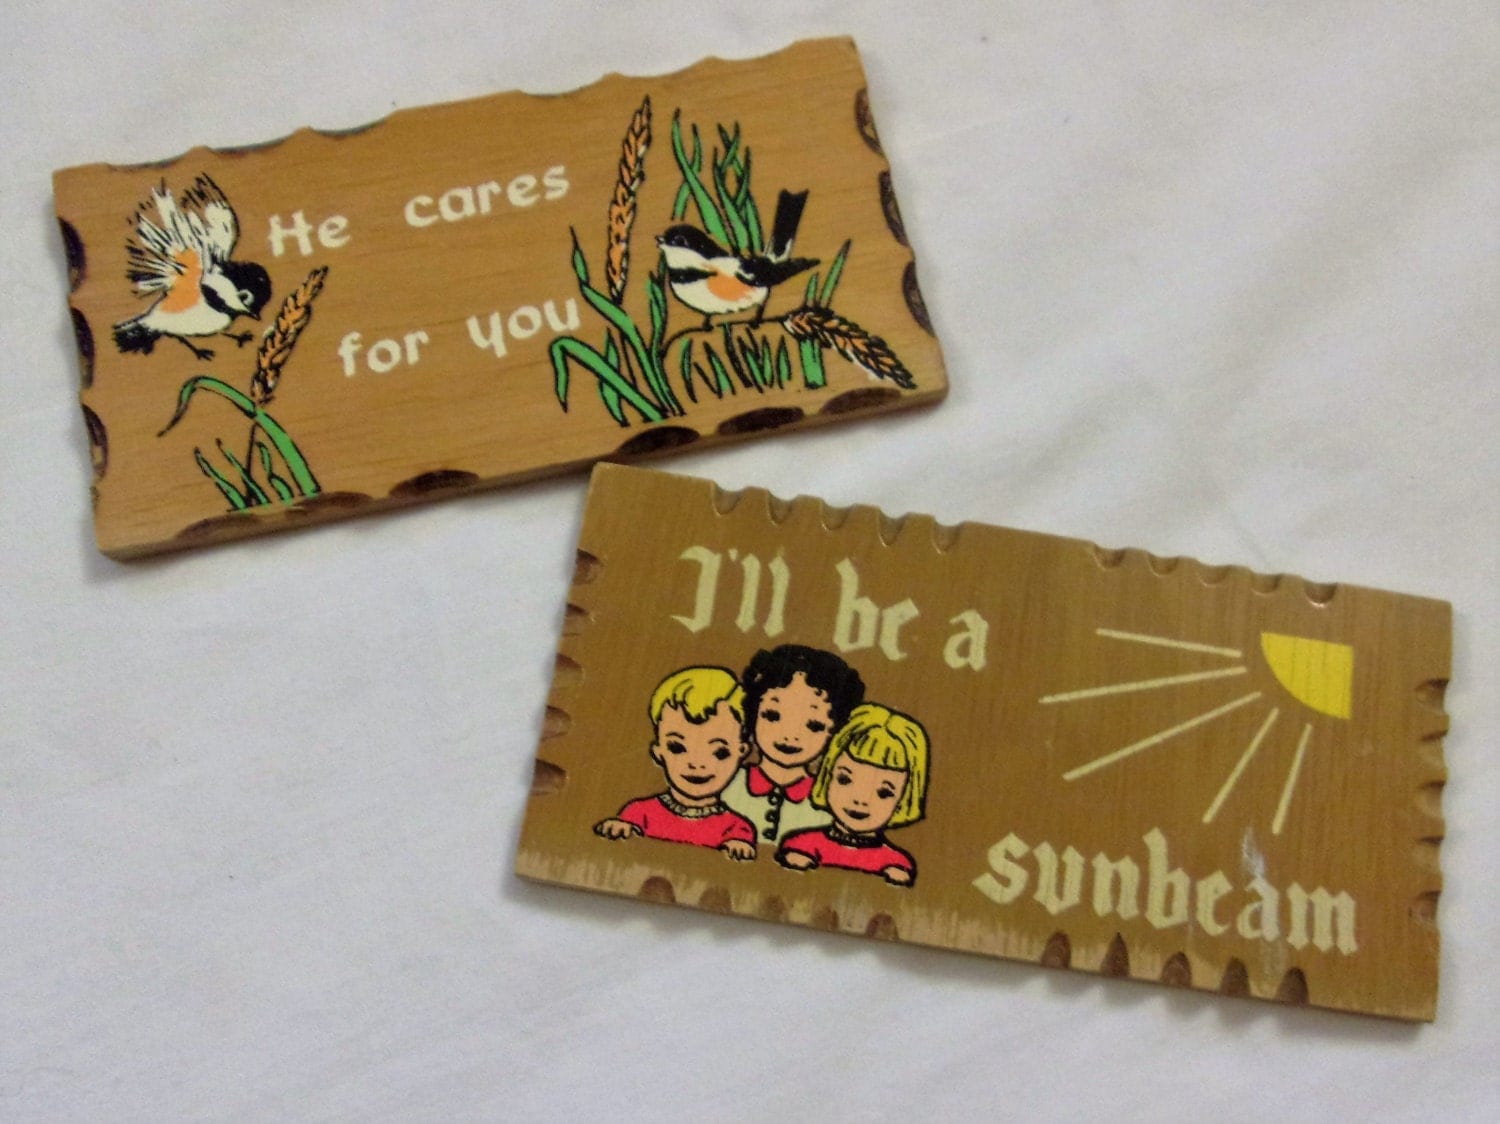 He cares
for you
I'll be a
sunbeam